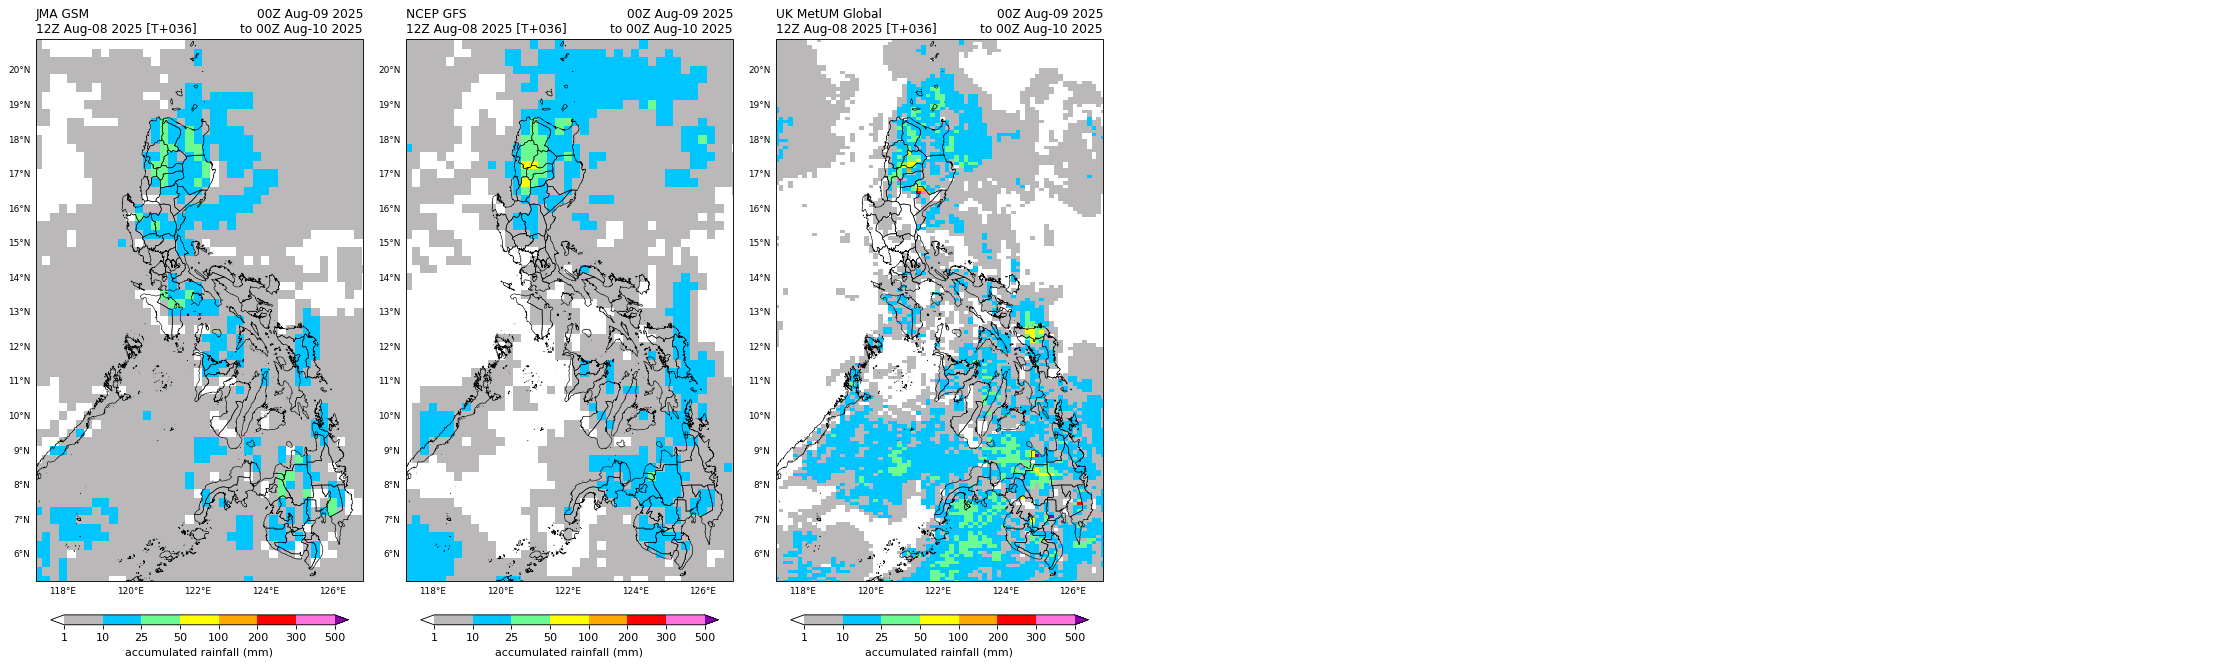 JMA GSM 00Z Aug-09 2025
12Z Aug-08 2025 [T+036] to 00Z Aug-10 2025
20°N
19°N
18°N
17°N
16°N
15°N
14°N
13°N
12°N
11°N
10°N
9°N
8°N
7°N
6°N
118°E 120°E 122°E 124°E 126°E
1 10 25 50 100 200 300 500
accumulated rainfall (mm)
NCEP GFS 00Z Aug-09 2025
12Z Aug-08 2025 [T+036] to 00Z Aug-10 2025
20°N
19°N
18°N
17°N
16°N
15°N
14°N
13°N
12°N
11°N
10°N
9°N
8°N
7°N
6°N
118°E 120°E 122°E 124°E 126°E
1 10 25 50 100 200 300 500
accumulated rainfall (mm)
UK MetUM Global 00Z Aug-09 2025
12Z Aug-08 2025 [T+036] to 00Z Aug-10 2025
20°N
19°N
18°N
17°N
16°N
15°N
14°N
13°N
12°N
11°N
10°N
9°N
8°N
7°N
6°N
118°E 120°E 122°E 124°E 126°E
1 10 25 50 100 200 300 500
accumulated rainfall (mm)